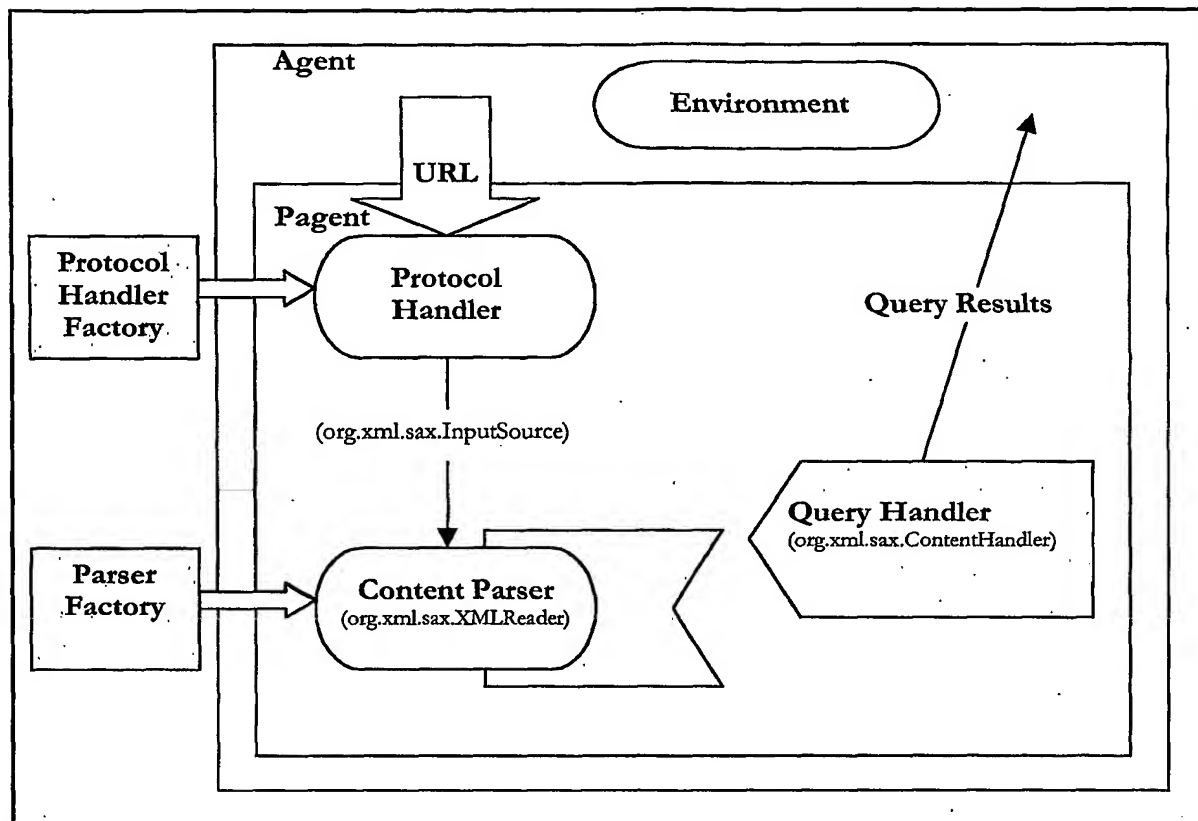 Agent
Environment
URL
Pagent
Protocol
Handler
Factory
Protocol
Handler
Query Results
(org.xml.sax.InputSource)
Query Handler
(org.xml.sax.ContentHandler)
Parser
Factory
Content Parser
(org.xml.sax.XMLReader)